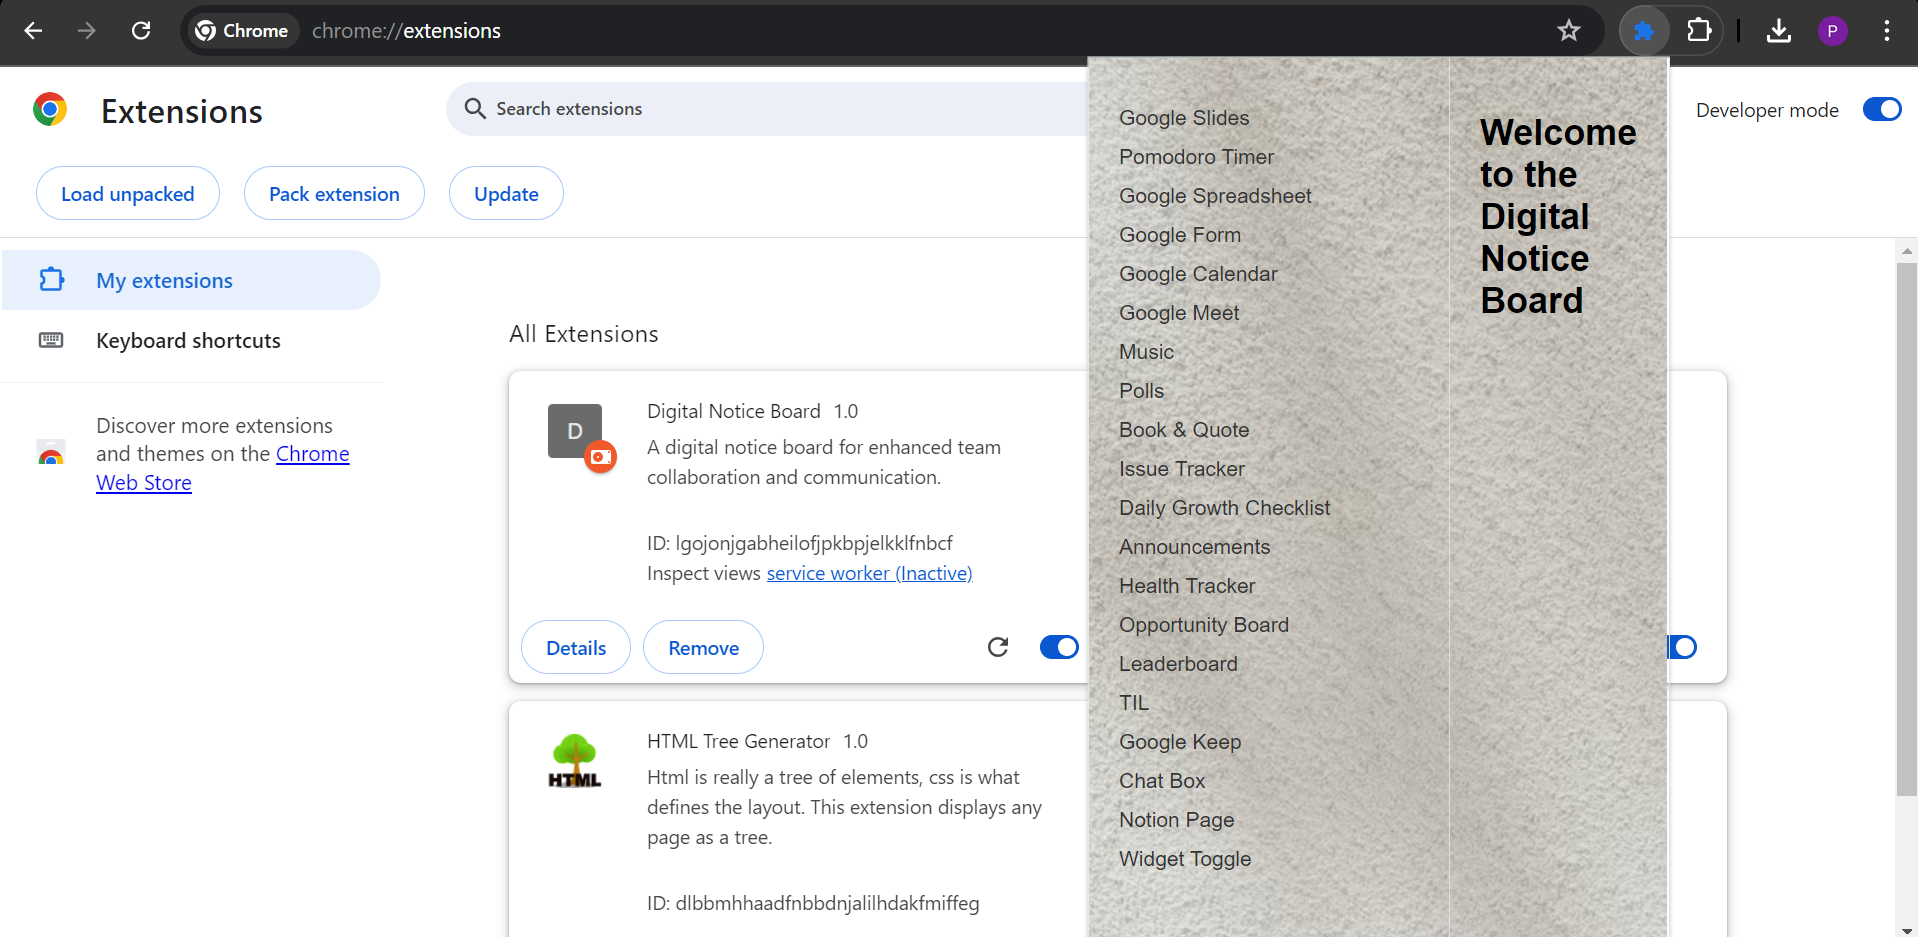 Chrome
chrome://extensions
P
Extensions
Search extensions
Developer mode
Load unpacked
Pack extension
Update
My extensions
Keyboard shortcuts
Discover more extensions
and themes on the Chrome
Web Store
All Extensions
D
Digital Notice Board 1.0
A digital notice board for enhanced team
collaboration and communication.
ID: lgojonjgabheilofjpkbpjelkklfnbcf
Inspect views service worker (Inactive)
Details
Remove
HTML
HTML Tree Generator 1.0
Html is really a tree of elements, css is what
defines the layout. This extension displays any
page as a tree.
ID: dlbbmhhaadfnbbdnjalilhdakfmiffeg
Google Slides
Pomodoro Timer
Google Spreadsheet
Google Form
Google Calendar
Google Meet
Music
Polls
Book & Quote
Issue Tracker
Daily Growth Checklist
Announcements
Health Tracker
Opportunity Board
Leaderboard
TIL
Google Keep
Chat Box
Notion Page
Widget Toggle
Welcome
to the
Digital
Notice
Board